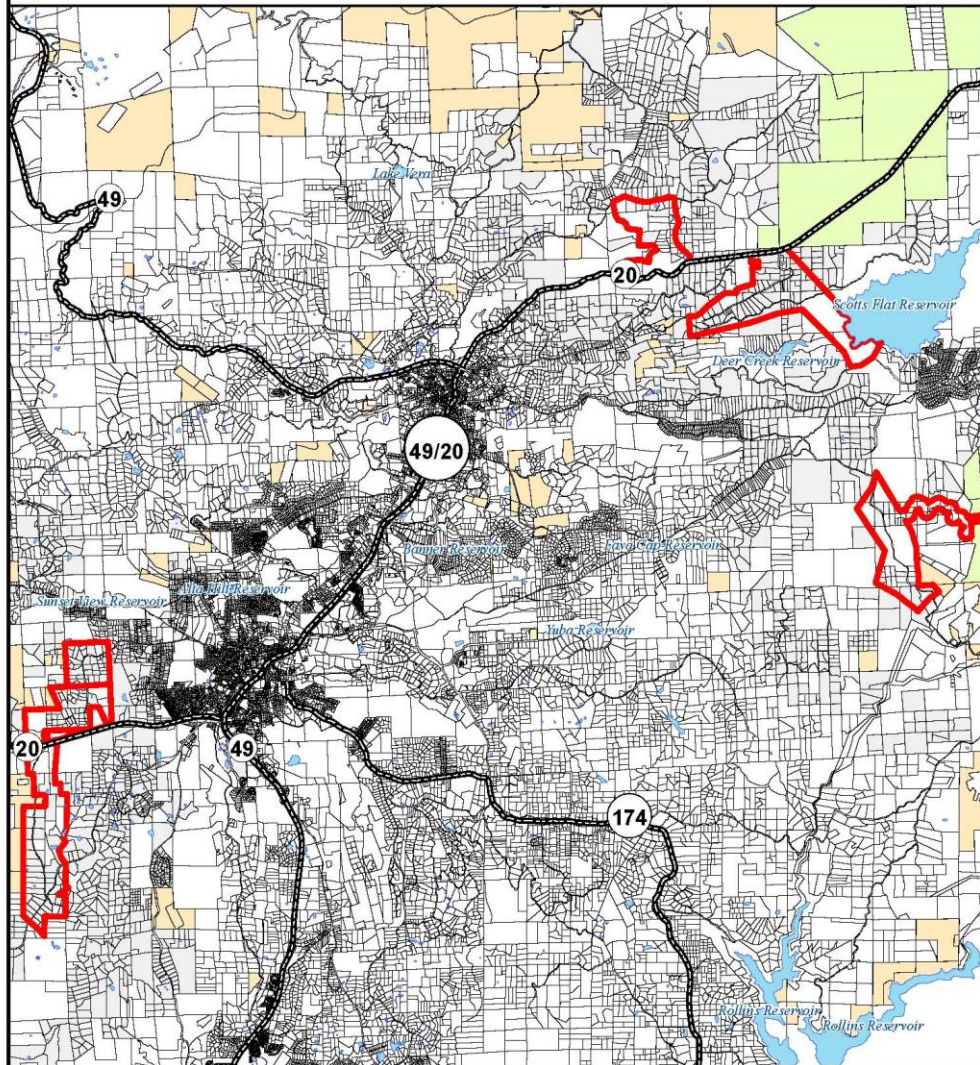 49
Lake Vera
20
Scotts Flat Reservoir
Deer Creek Reservoir
49/20
Banner Reservoir
Lava Cap Reservoir
Alta Hill Reservoir
Sunset View Reservoir
Yuba Reservoir
20
49
174
Rollins Reservoir
Rollins Reservoir